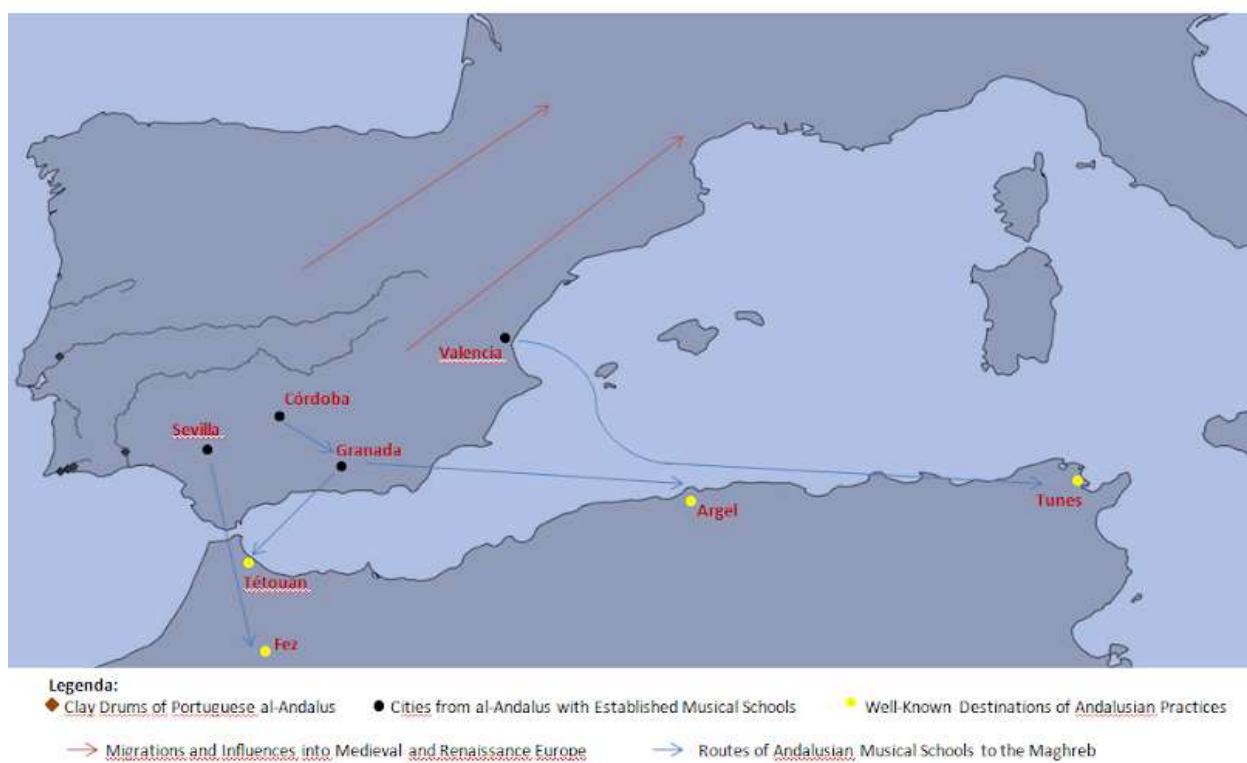 Valencia
Córdoba
Sevilla
Granada
Argel
Tunes
Tétouán
Fez
Legenda:
Clay Drums of Portuguese al-Andalus
Cities from al-Andalus with Established Musical Schools
Well-Known Destinations of Andalusian Practices
Migrations and Influences into Medieval and Renaissance Europe
Routes of Andalusian Musical Schools to the Maghreb